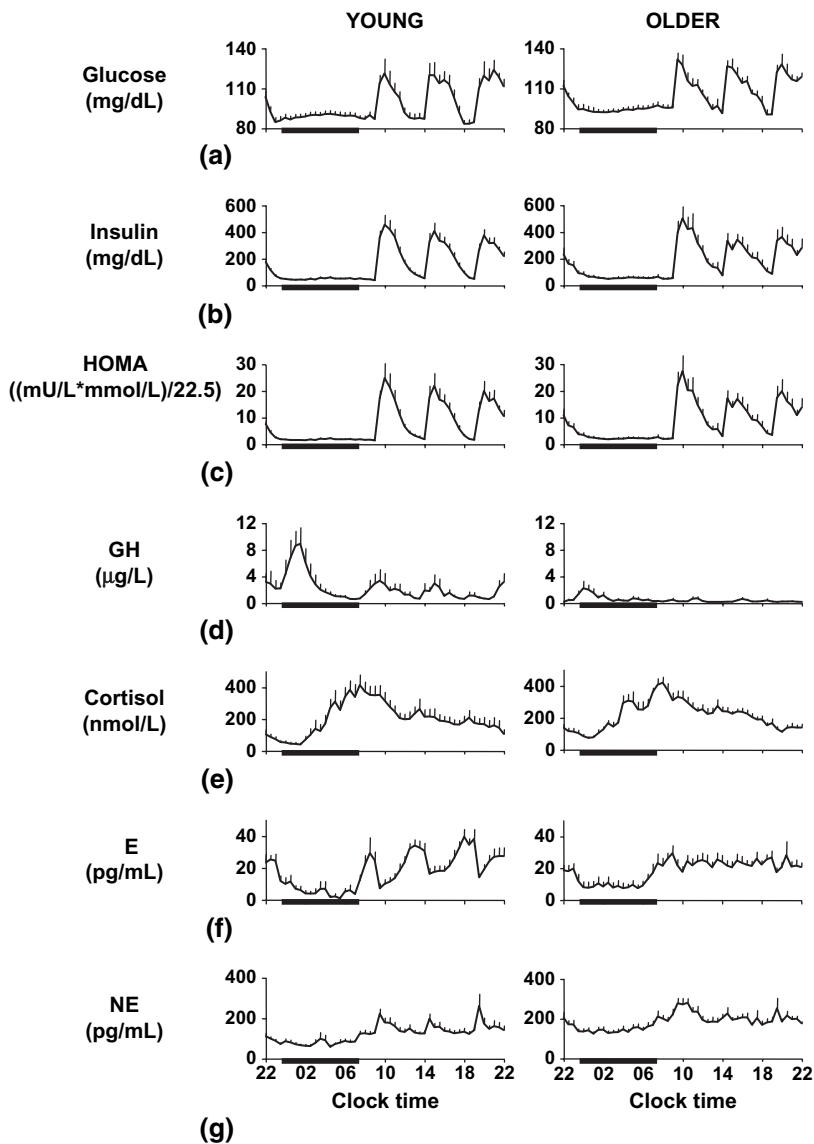 YOUNG OLDER
Glucose
(mg/dL)
140 140
110 110
80 80
(a)
Insulin
(mg/dL)
600 600
400 400
200 200
0 0
(b)
HOMA
((mU/L*mmol/L)/22.5)
30 30
20 20
10 10
0 0
(c)
GH
(μg/L)
12 12
8 8
4 4
0 0
(d)
Cortisol
(nmol/L)
400 400
200 200
0 0
(e)
E
(pg/mL)
40 40
20 20
0 0
(f)
NE
(pg/mL)
400 400
200 200
0 0
22 02 06 10 14 18 22 22 02 06 10 14 18 22
Clock time Clock time
(g)